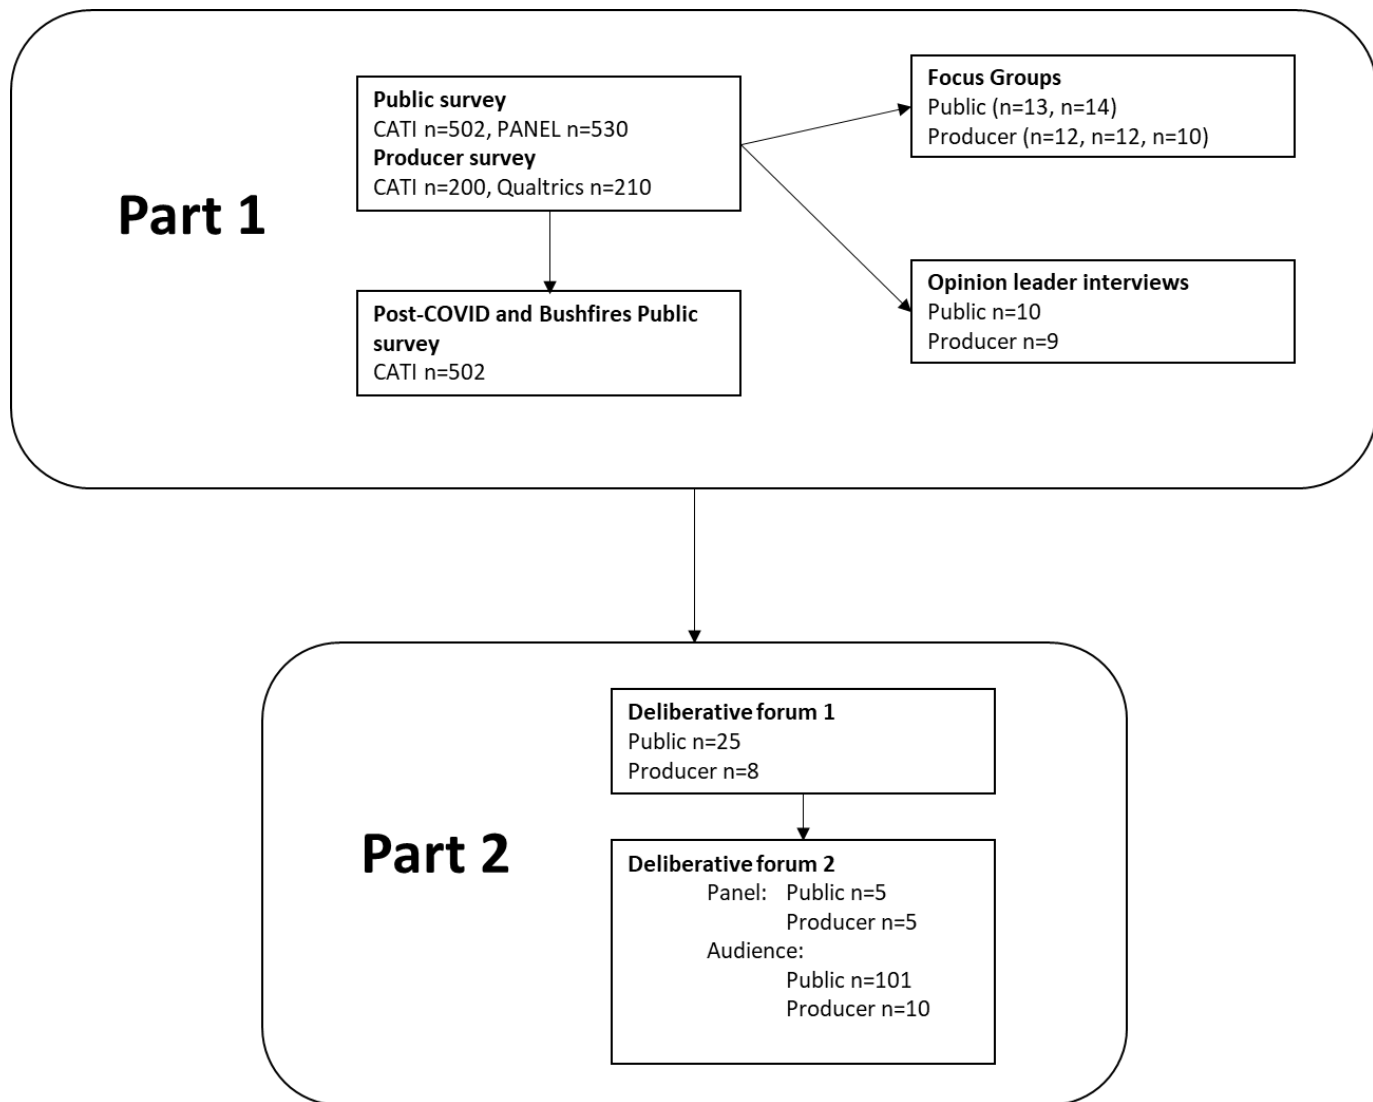 Part 1
Public survey
CATI n=502, PANEL n=530
Producer survey
CATI n=200, Qualtrics n=210
Post-COVID and Bushfires Public
survey
CATI n=502
Focus Groups
Public (n=13, n=14)
Producer (n=12, n=12, n=10)
Opinion leader interviews
Public n=10
Producer n=9
Part 2
Deliberative forum 1
Public n=25
Producer n=8
Deliberative forum 2
Panel: Public n=5
Producer n=5
Audience:
Public n=101
Producer n=10